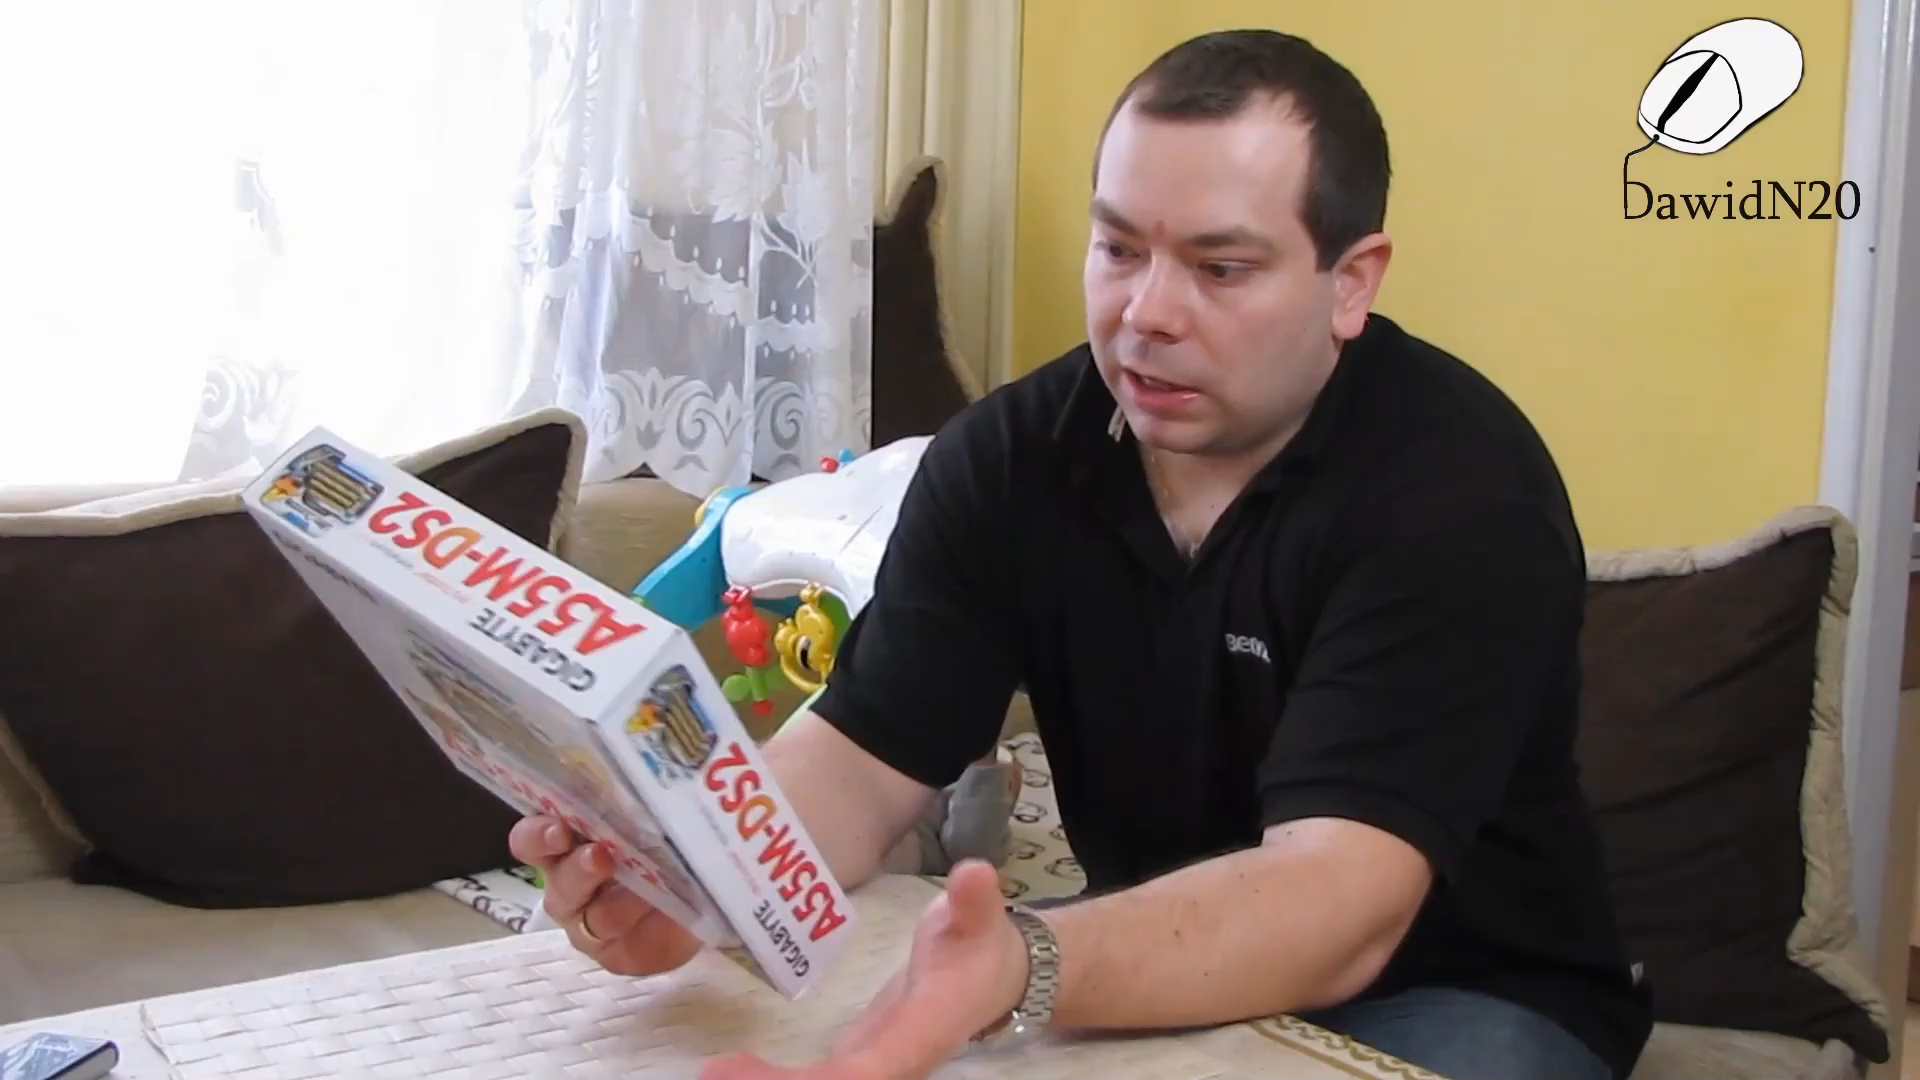 DawidN20
A55M-DS2
GIGABYTE
A55M-DS2
GIGABYTE
BenQ